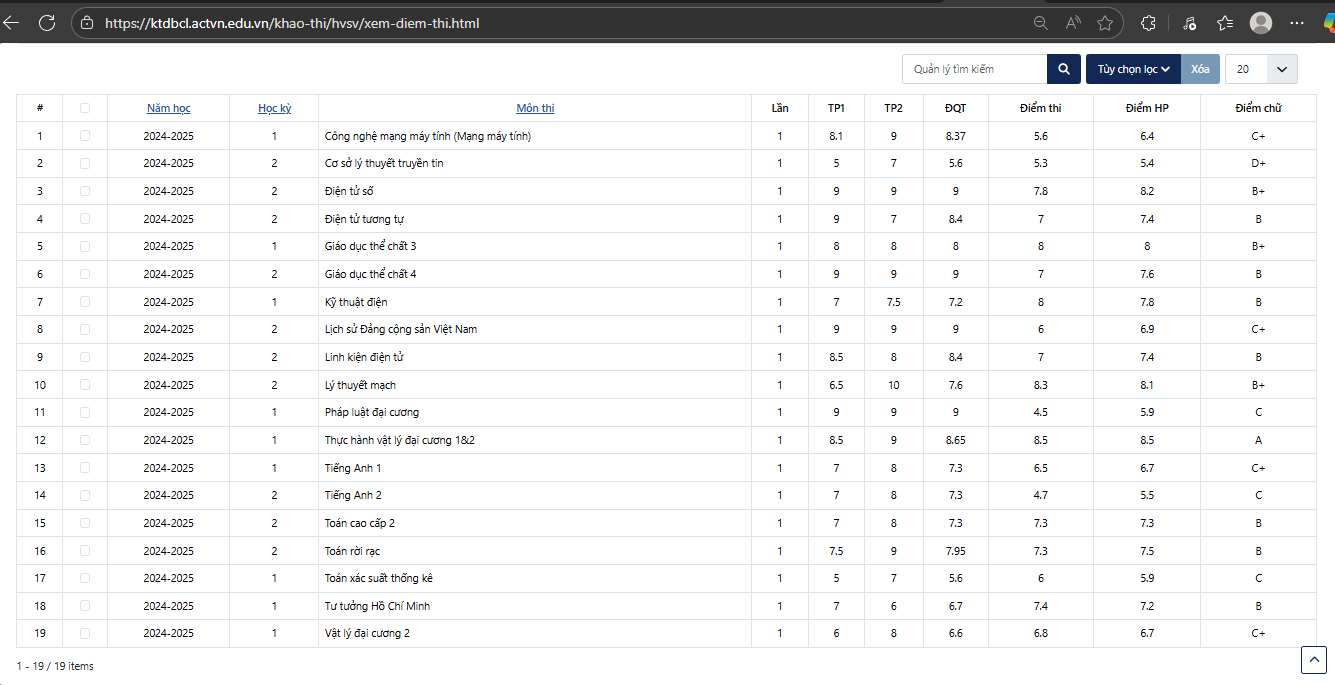 https://ktdbcl.actvn.edu.vn/khao-thi/hvsv/xem-diem-thi.html
Quản lý tìm kiếm Tùy chọn lọc Xóa 20
# Năm học Học kỳ Môn thi Lần TP1 TP2 ĐQT Điểm thi Điểm HP Điểm chữ
1 2024-2025 1 Công nghệ mạng máy tính (Mạng máy tính) 1 8.1 9 8.37 5.6 6.4 C+
2 2024-2025 2 Cơ sở lý thuyết truyền tin 1 5 7 5.6 5.3 5.4 D+
3 2024-2025 2 Điện tử số 1 9 9 9 7.8 8.2 B+
4 2024-2025 2 Điện tử tương tự 1 9 7 8.4 7 7.4 B
5 2024-2025 1 Giáo dục thể chất 3 1 8 8 8 8 8 B+
6 2024-2025 2 Giáo dục thể chất 4 1 9 9 9 7 7.6 B
7 2024-2025 1 Kỹ thuật điện 1 7 7.5 7.2 8 7.8 B
8 2024-2025 2 Lịch sử Đảng cộng sản Việt Nam 1 9 9 9 6 6.9 C+
9 2024-2025 2 Linh kiện điện tử 1 8.5 8 8.4 7 7.4 B
10 2024-2025 2 Lý thuyết mạch 1 6.5 10 7.6 8.3 8.1 B+
11 2024-2025 1 Pháp luật đại cương 1 9 9 9 4.5 5.9 C
12 2024-2025 1 Thực hành vật lý đại cương 1&2 1 8.5 9 8.65 8.5 8.5 A
13 2024-2025 1 Tiếng Anh 1 1 7 8 7.3 6.5 6.7 C+
14 2024-2025 2 Tiếng Anh 2 1 7 8 7.3 4.7 5.5 C
15 2024-2025 2 Toán cao cấp 2 1 7 8 7.3 7.3 7.3 B
16 2024-2025 2 Toán rời rạc 1 7.5 9 7.95 7.3 7.5 B
17 2024-2025 1 Toán xác suất thống kê 1 5 7 5.6 6 5.9 C
18 2024-2025 1 Tư tưởng Hồ Chí Minh 1 7 6 6.7 7.4 7.2 B
19 2024-2025 1 Vật lý đại cương 2 1 6 8 6.6 6.8 6.7 C+
1 - 19 / 19 items